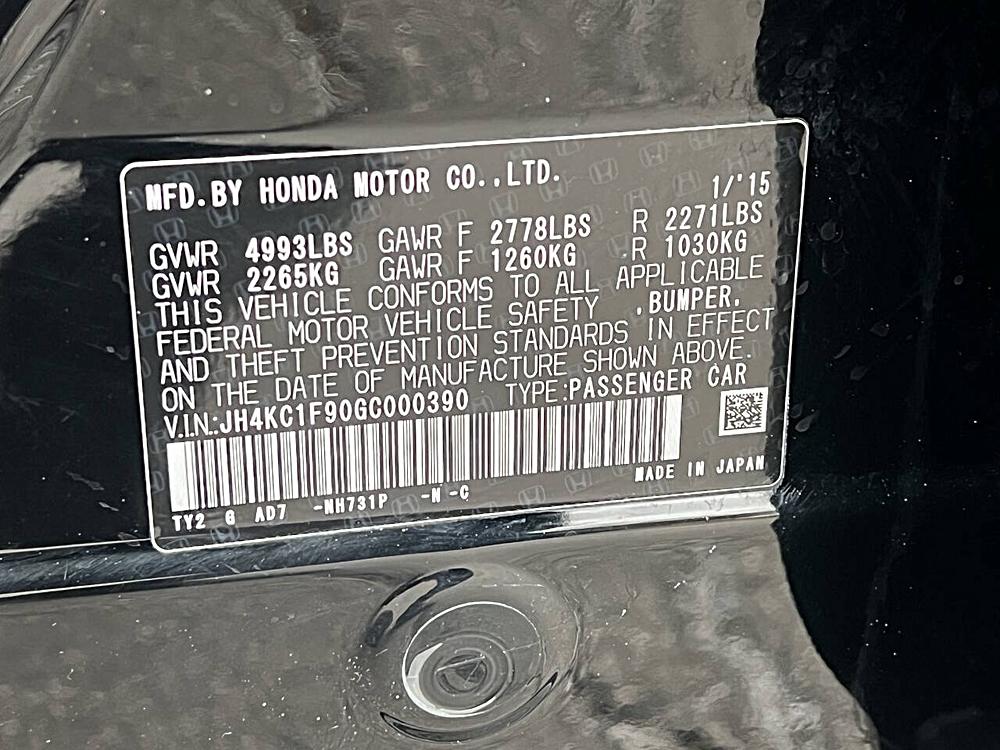 MFD.BY HONDA MOTOR CO.,LTD.
1/'15
GVWR 4993LBS GAWR F 2778LBS R 2271LBS
GVWR 2265KG GAWR F 1260KG R 1030KG
THIS VEHICLE CONFORMS TO ALL APPLICABLE
FEDERAL MOTOR VEHICLE SAFETY ,BUMPER,
AND THEFT PREVENTION STANDARDS IN EFFECT
ON THE DATE OF MANUFACTURE SHOWN ABOVE.
V.I.N.:JH4KC1F90GC000390 TYPE:PASSENGER CAR
MADE IN JAPAN
TY2 G AD7 -NH731P -N -C